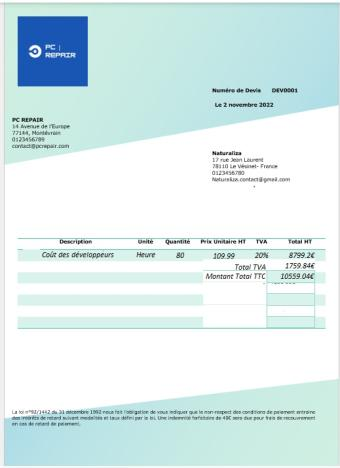 PC |
REPAIR
Numéro de Devis DEV0001
Le 2 novembre 2022
PC REPAIR
14 Avenue de l'Europe
77144, Montévrain
0123456789
contact@pcrepair.com
Naturaliza
17 rue Jean Laurent
78110 Le Vésinet- France
0123456780
Naturaliza.contact@gmail.com
Description Unité Quantité Prix Unitaire HT TVA Total HT
Coût des développeurs Heure 80 109.99 20% 8799.2€
Total TVA 1759.84€
Montant Total TTC 10559.04€
La loi n°92/1442 du 31 décembre 1992 nous fait l'obligation de vous indiquer que le non-respect des conditions de paiement entraine
des intérêts de retard suivant modalités et taux défini par la loi. Une indemnité forfaitaire de 40€ sera due pour frais de recouvrement
en cas de retard de paiement.